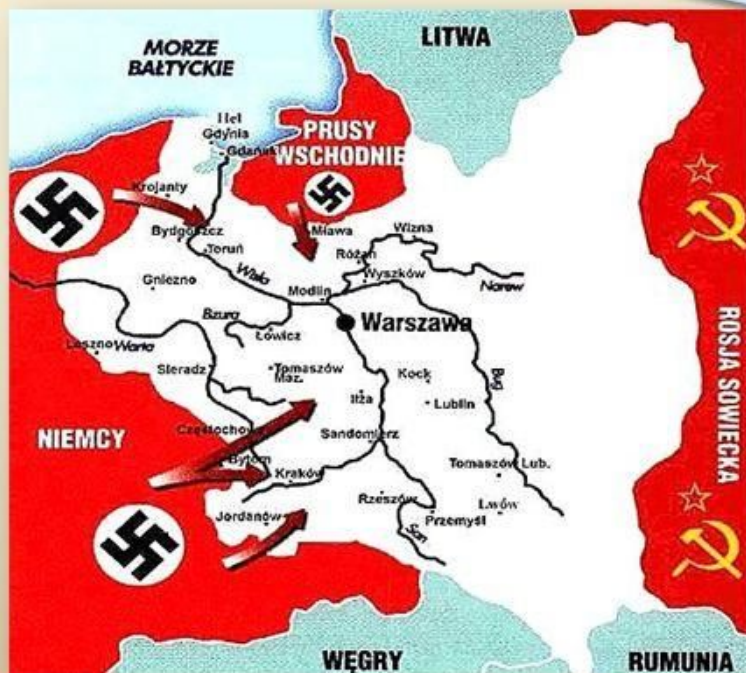 MORZE
BAŁTYCKIE
LITWA
Hel
Gdynia
Gdańsk
PRUSY
WSCHODNIE
Krojanty
Bydgoszcz
Toruń
Mława
Wizna
Różan
Wyszków
Gniezno
Wisła
Modlin
Narew
Bzura
Łowicz
Warszawa
Leszno
Warta
Sieradz
Tomaszów
Maz.
Kock
Bug
Iłża
Lublin
ROSJA SOWIECKA
NIEMCY
Częstochowa
Sandomierz
Bytom
Kraków
Tomaszów Lub.
Rzeszów
Lwów
Jordanów
Przemyśl
San
WĘGRY
RUMUNIA